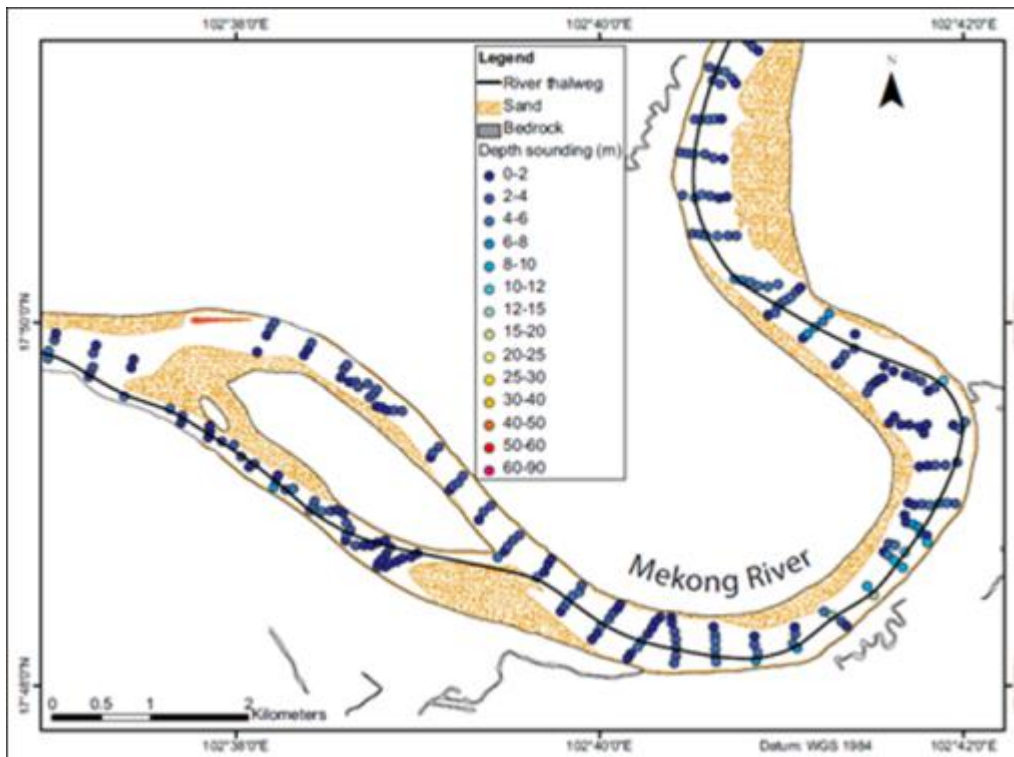 102°38'0"E 102°40'0"E 102°42'0"E
N
Legend
River thalweg
Sand
Bedrock
Depth sounding (m)
0-2
2-4
4-6
6-8
8-10
10-12
12-15
15-20
20-25
25-30
30-40
40-50
50-60
60-90
17°50'0"N
Mekong River
17°48'0"N
0 0.5 1 2
Kilometers
102°38'0"E 102°40'0"E Datum: WGS 1984 102°42'0"E